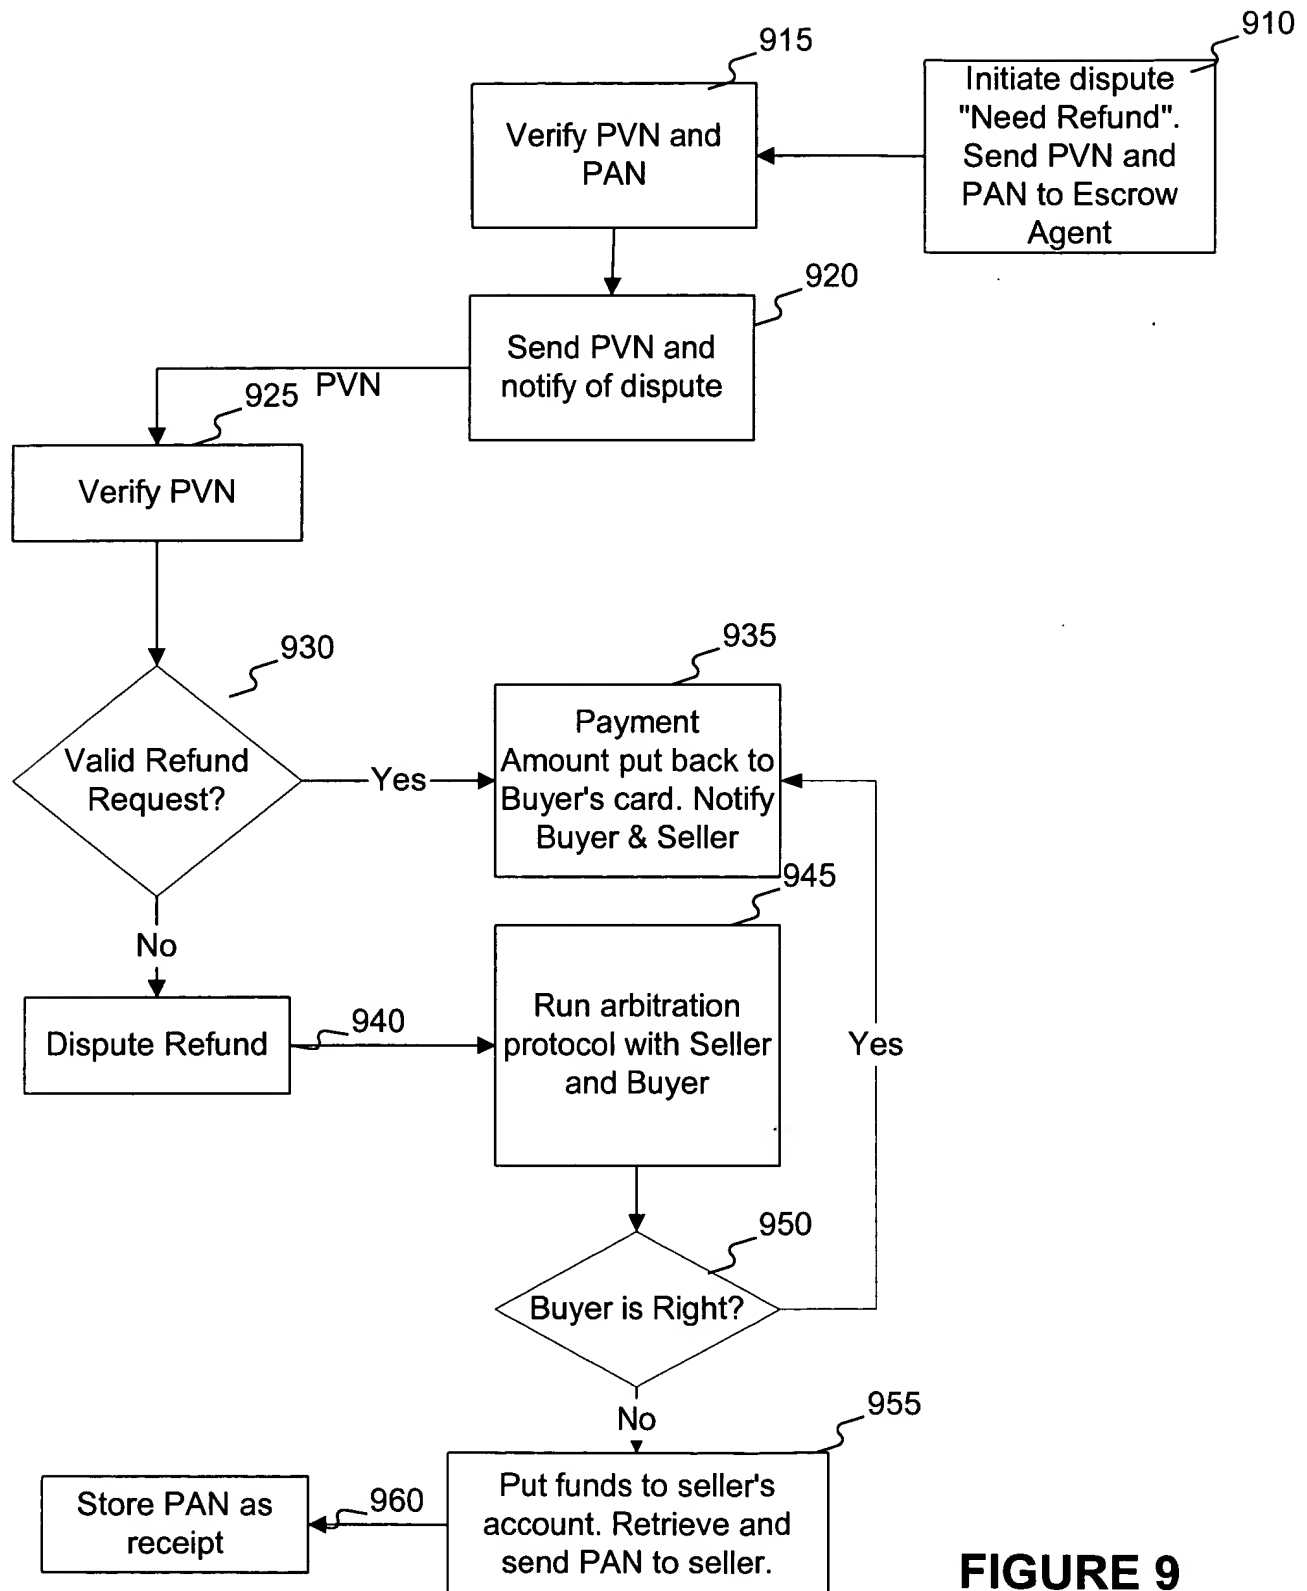 910
915
Initiate dispute
"Need Refund".
Send PVN and
PAN to Escrow
Agent
Verify PVN and
PAN
920
Send PVN and
notify of dispute
PVN
925
Verify PVN
930
Valid Refund
Request?
Yes
935
Payment
Amount put back to
Buyer's card. Notify
Buyer & Seller
No
945
Dispute Refund
940
Run arbitration
protocol with Seller
and Buyer
Yes
950
Buyer is Right?
No
955
Put funds to seller's
account. Retrieve and
send PAN to seller.
960
Store PAN as
receipt
FIGURE 9